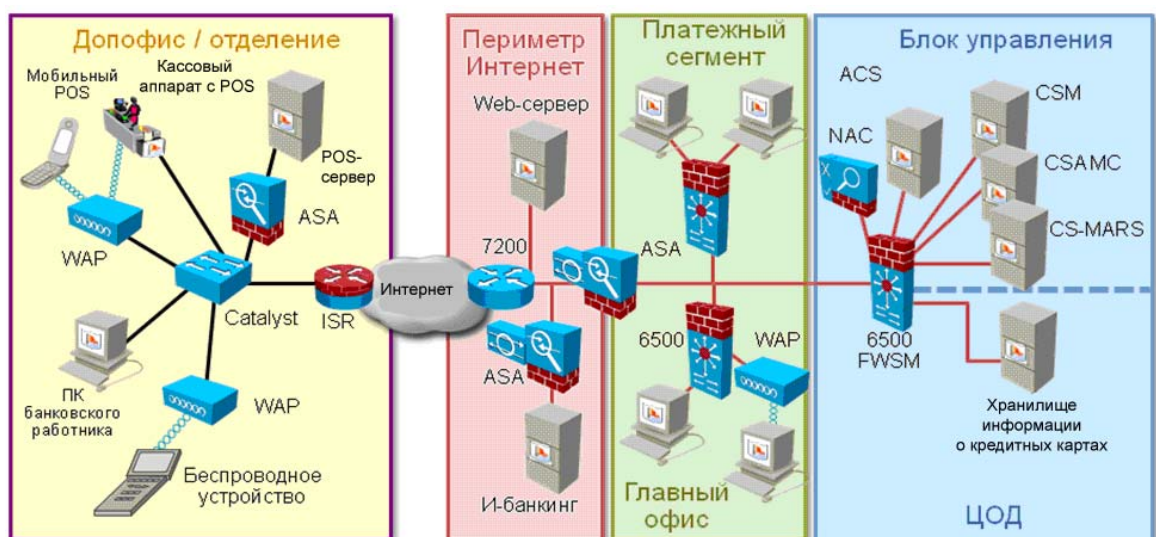 Допофис / отделение
Мобильный
POS
Кассовый
аппарат с POS
POS-
сервер
ASA
WAP
Catalyst
ISR
Интернет
ПК
банковского
работника
WAP
Беспроводное
устройство
Периметр
Интернет
Web-сервер
7200
ASA
ASA
И-банкинг
Платежный
сегмент
6500
WAP
Главный
офис
Блок управления
ACS
NAC
CSM
CSAMC
CS-MARS
6500
FWSM
Хранилище
информации
о кредитных картах
ЦОД